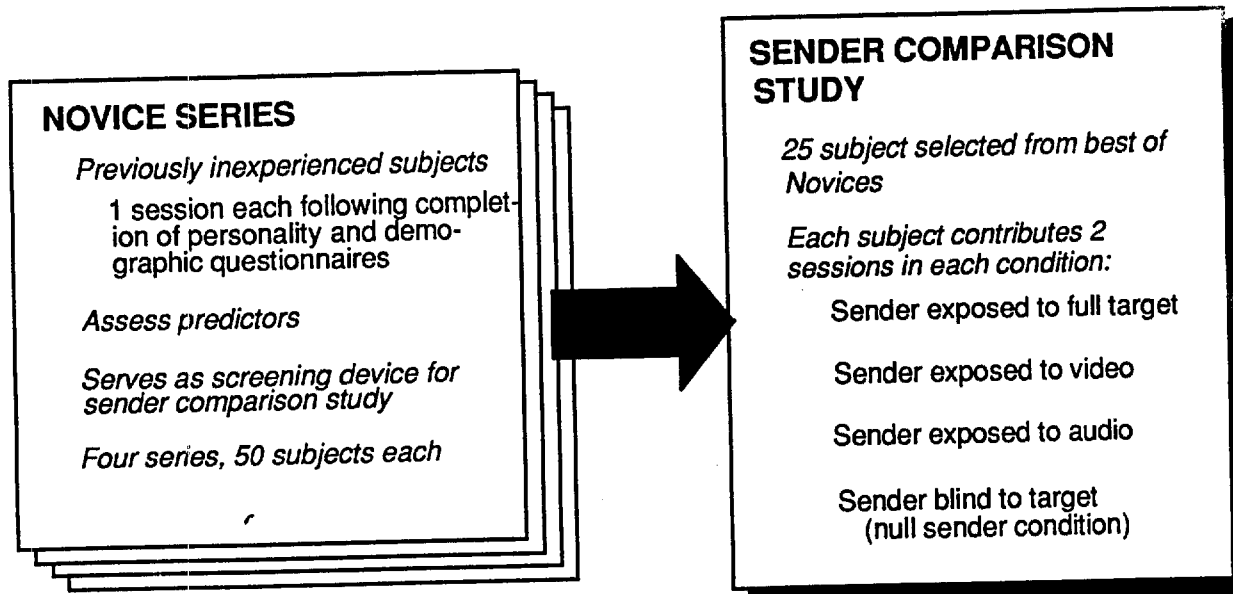 NOVICE SERIES
Previously inexperienced subjects
1 session each following complet-
ion of personality and demo-
graphic questionnaires
Assess predictors
Serves as screening device for
sender comparison study
Four series, 50 subjects each
SENDER COMPARISON
STUDY
25 subject selected from best of
Novices
Each subject contributes 2
sessions in each condition:
Sender exposed to full target
Sender exposed to video
Sender exposed to audio
Sender blind to target
(null sender condition)